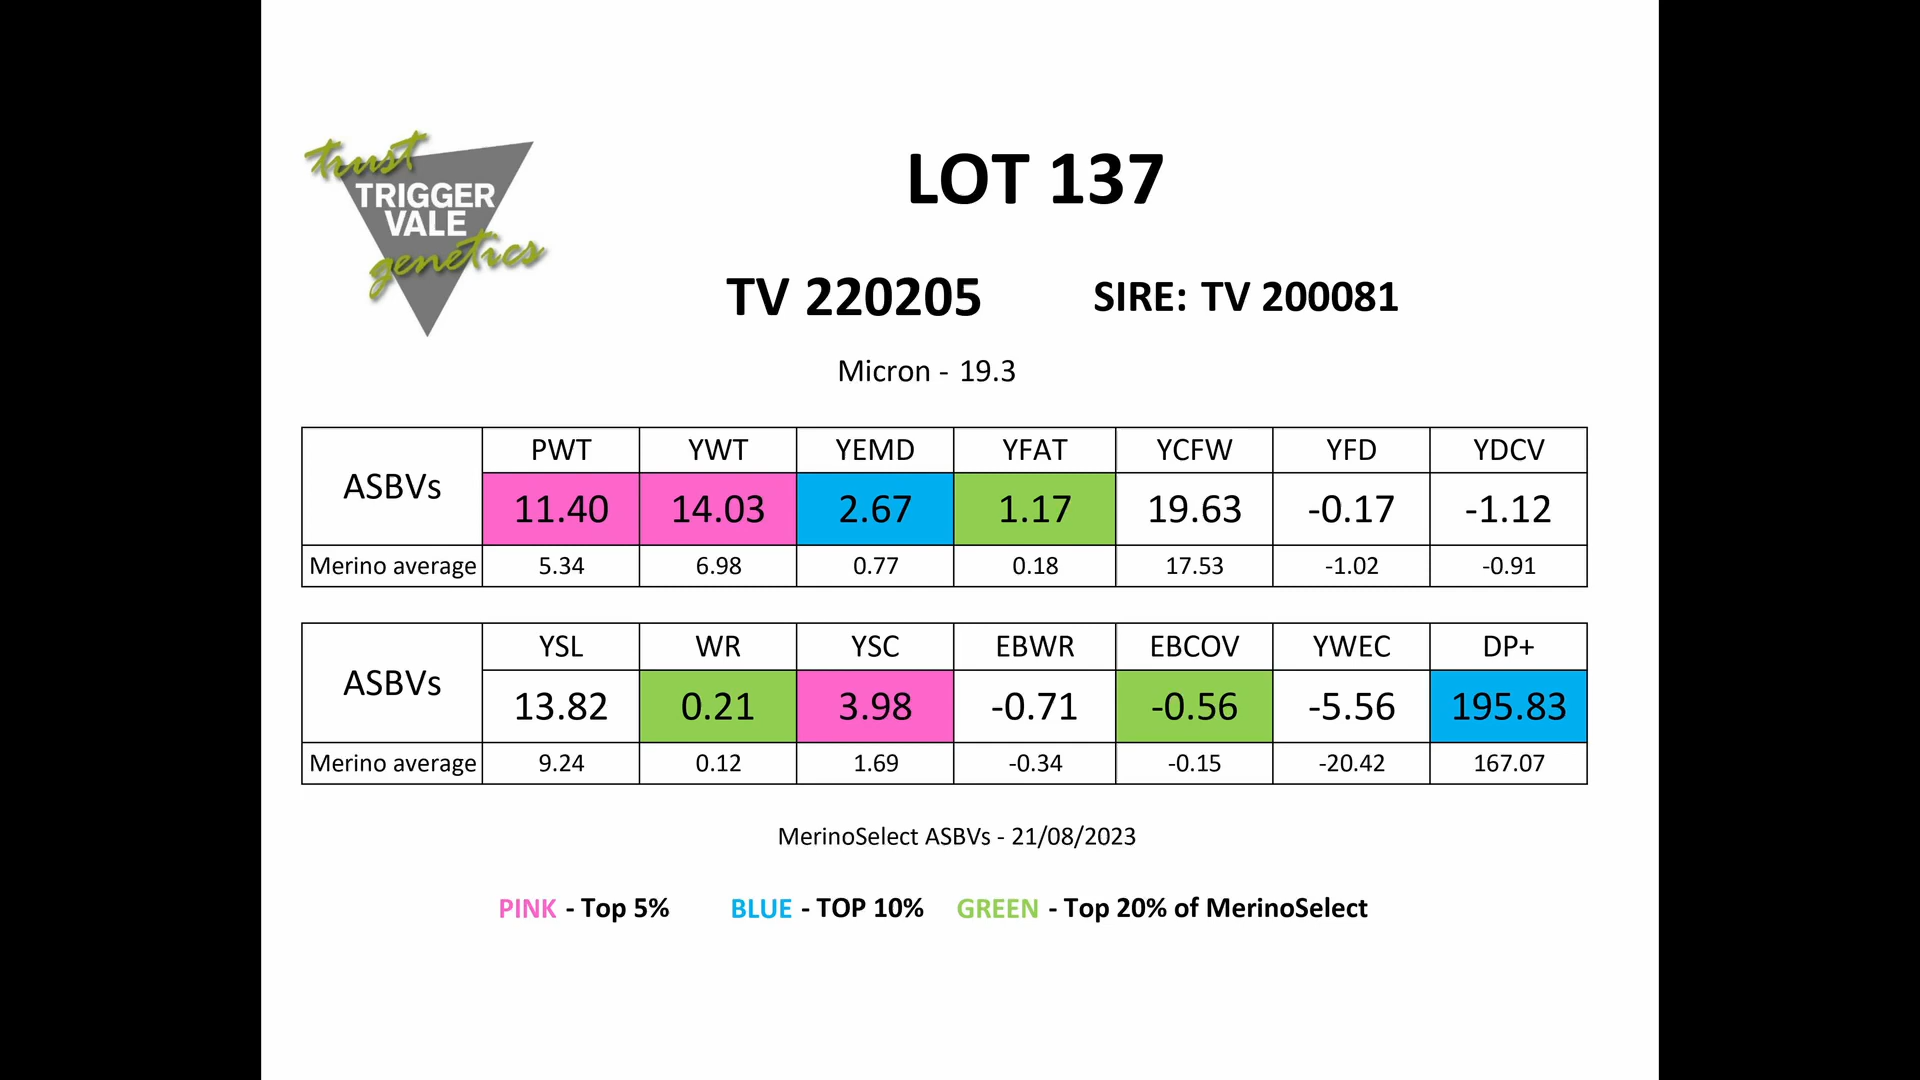 trust
TRIGGER
VALE
genetics
LOT 137
TV 220205 SIRE: TV 200081
Micron - 19.3
ASBVs PWT YWT YEMD YFAT YCFW YFD YDCV
11.40 14.03 2.67 1.17 19.63 -0.17 -1.12
Merino average 5.34 6.98 0.77 0.18 17.53 -1.02 -0.91
ASBVs YSL WR YSC EBWR EBCOV YWEC DP+
13.82 0.21 3.98 -0.71 -0.56 -5.56 195.83
Merino average 9.24 0.12 1.69 -0.34 -0.15 -20.42 167.07
MerinoSelect ASBVs - 21/08/2023
PINK - Top 5% BLUE - TOP 10% GREEN - Top 20% of MerinoSelect